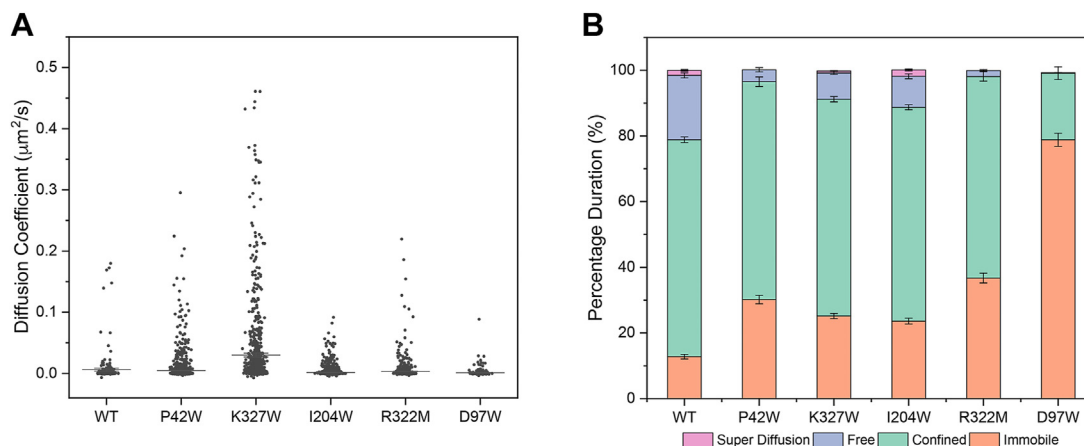 A
Diffusion Coefficient (μm²/s)
0.5
0.4
0.3
0.2
0.1
0.0
WT P42W K327W I204W R322M D97W
B
Percentage Duration (%)
100
80
60
40
20
0
WT P42W K327W I204W R322M D97W
Super Diffusion Free Confined Immobile